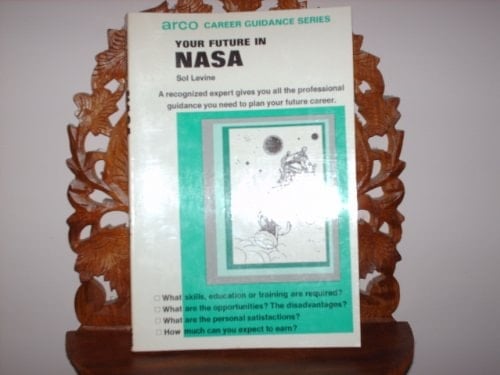 arco CAREER GUIDANCE SERIES
YOUR FUTURE IN
NASA
Sol Levine
A recognized expert gives you all the professional
guidance you need to plan your future career.
What skills, education or training are required?
What are the opportunities? The disadvantages?
What are the personal satisfactions?
How much can you expect to earn?